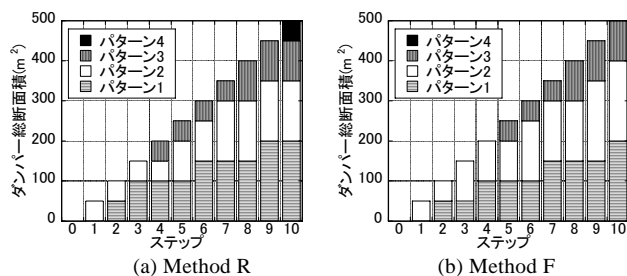 500
400
300
200
100
0
ダンパー総断面積(m²)
パターン4
パターン3
パターン2
パターン1
0 1 2 3 4 5 6 7 8 9 10
ステップ
(a) Method R
500
400
300
200
100
0
ダンパー総断面積(m²)
パターン4
パターン3
パターン2
パターン1
0 1 2 3 4 5 6 7 8 9 10
ステップ
(b) Method F